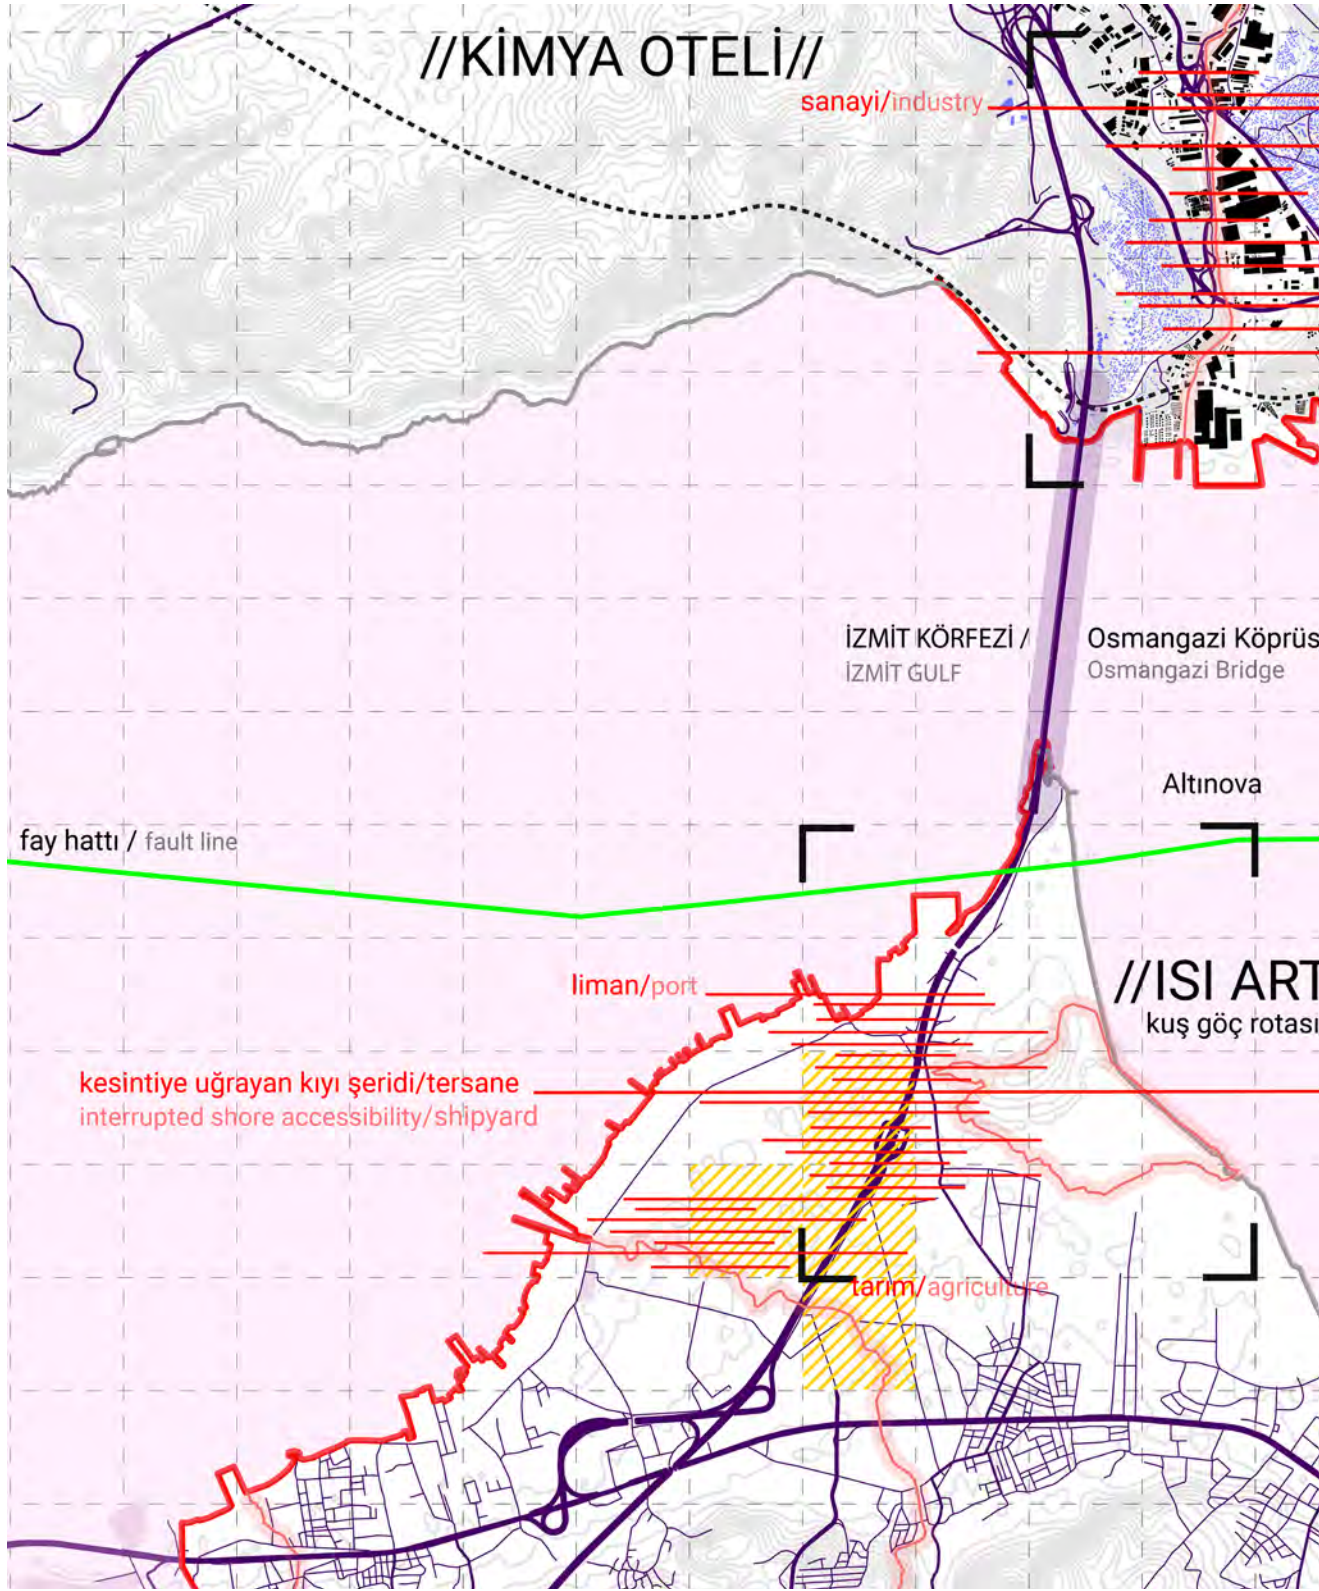 //KİMYA OTELİ//
sanayi/industry
İZMİT KÖRFEZİ /
İZMİT GULF
Osmangazi Köprüs
Osmangazi Bridge
Altınova
fay hattı / fault line
//ISI ART
kuş göç rotası
liman/port
kesintiye uğrayan kıyı şeridi/tersane
interrupted shore accessibility/shipyard
tarım/agriculture